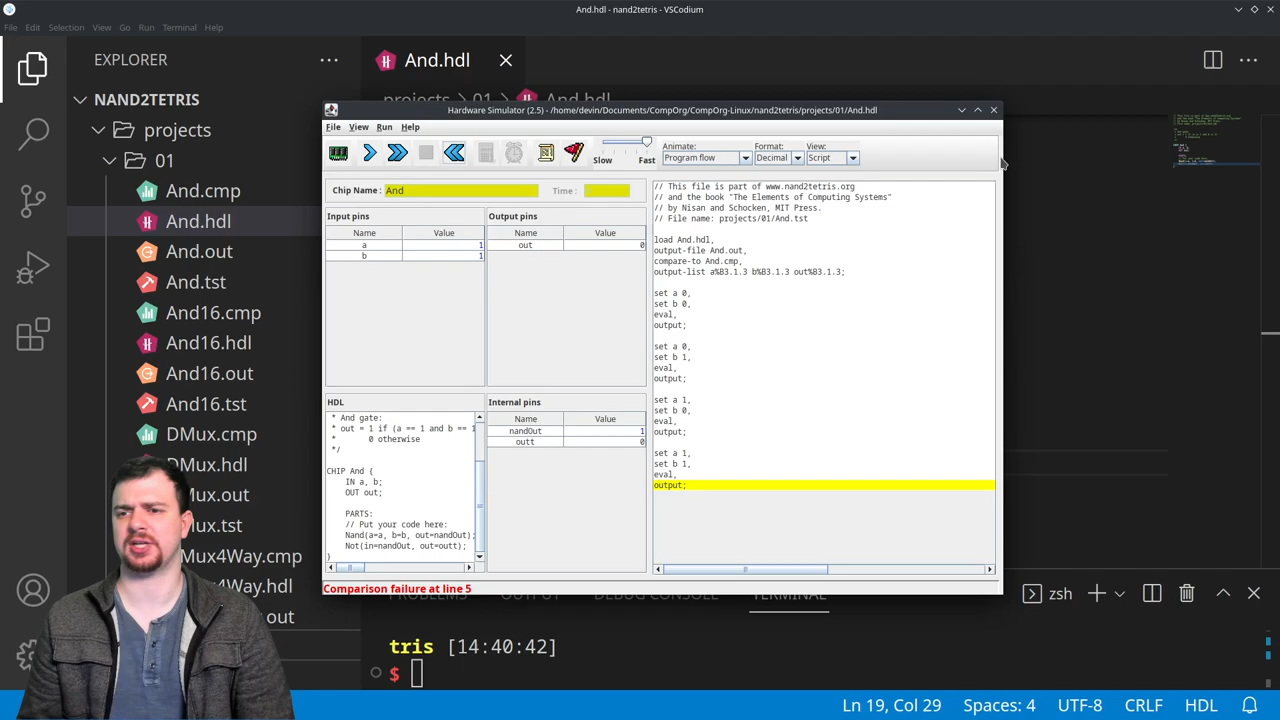 And.hdl - nand2tetris - VSCodium
File Edit Selection View Go Run Terminal Help
EXPLORER ···
And.hdl
NAND2TETRIS
projects
01
And.cmp
And.hdl
And.out
And.tst
And16.cmp
And16.hdl
And16.out
And16.tst
DMux.cmp
DMux.hdl
Mux.out
ux.tst
Mux4Way.cmp
4Way.hdl
out
projects 01 And.hdl
Hardware Simulator (2.5) - /home/devin/Documents/CompOrg/CompOrg-Linux/nand2tetris/projects/01/And.hdl
File View Run Help
Slow Fast
Animate:
Program flow
Format:
Decimal
View:
Script
Chip Name : And Time :
Input pins
Name Value
a 1
b 1
Output pins
Name Value
out 0
HDL
* And gate:
* out = 1 if (a == 1 and b == 1
* 0 otherwise
*/
CHIP And {
IN a, b;
OUT out;
PARTS:
// Put your code here:
Nand(a=a, b=b, out=nandOut);
Not(in=nandOut, out=outt);
}
Internal pins
Name Value
nandOut 1
outt 0
// This file is part of www.nand2tetris.org
// and the book "The Elements of Computing Systems"
// by Nisan and Schocken, MIT Press.
// File name: projects/01/And.tst
load And.hdl,
output-file And.out,
compare-to And.cmp,
output-list a%B3.1.3 b%B3.1.3 out%B3.1.3;
set a 0,
set b 0,
eval,
output;
set a 0,
set b 1,
eval,
output;
set a 1,
set b 0,
eval,
output;
set a 1,
set b 1,
eval,
output;
Comparison failure at line 5
PROBLEMS OUTPUT DEBUG CONSOLE TERMINAL
zsh
tris [14:40:42]
$
Ln 19, Col 29 Spaces: 4 UTF-8 CRLF HDL